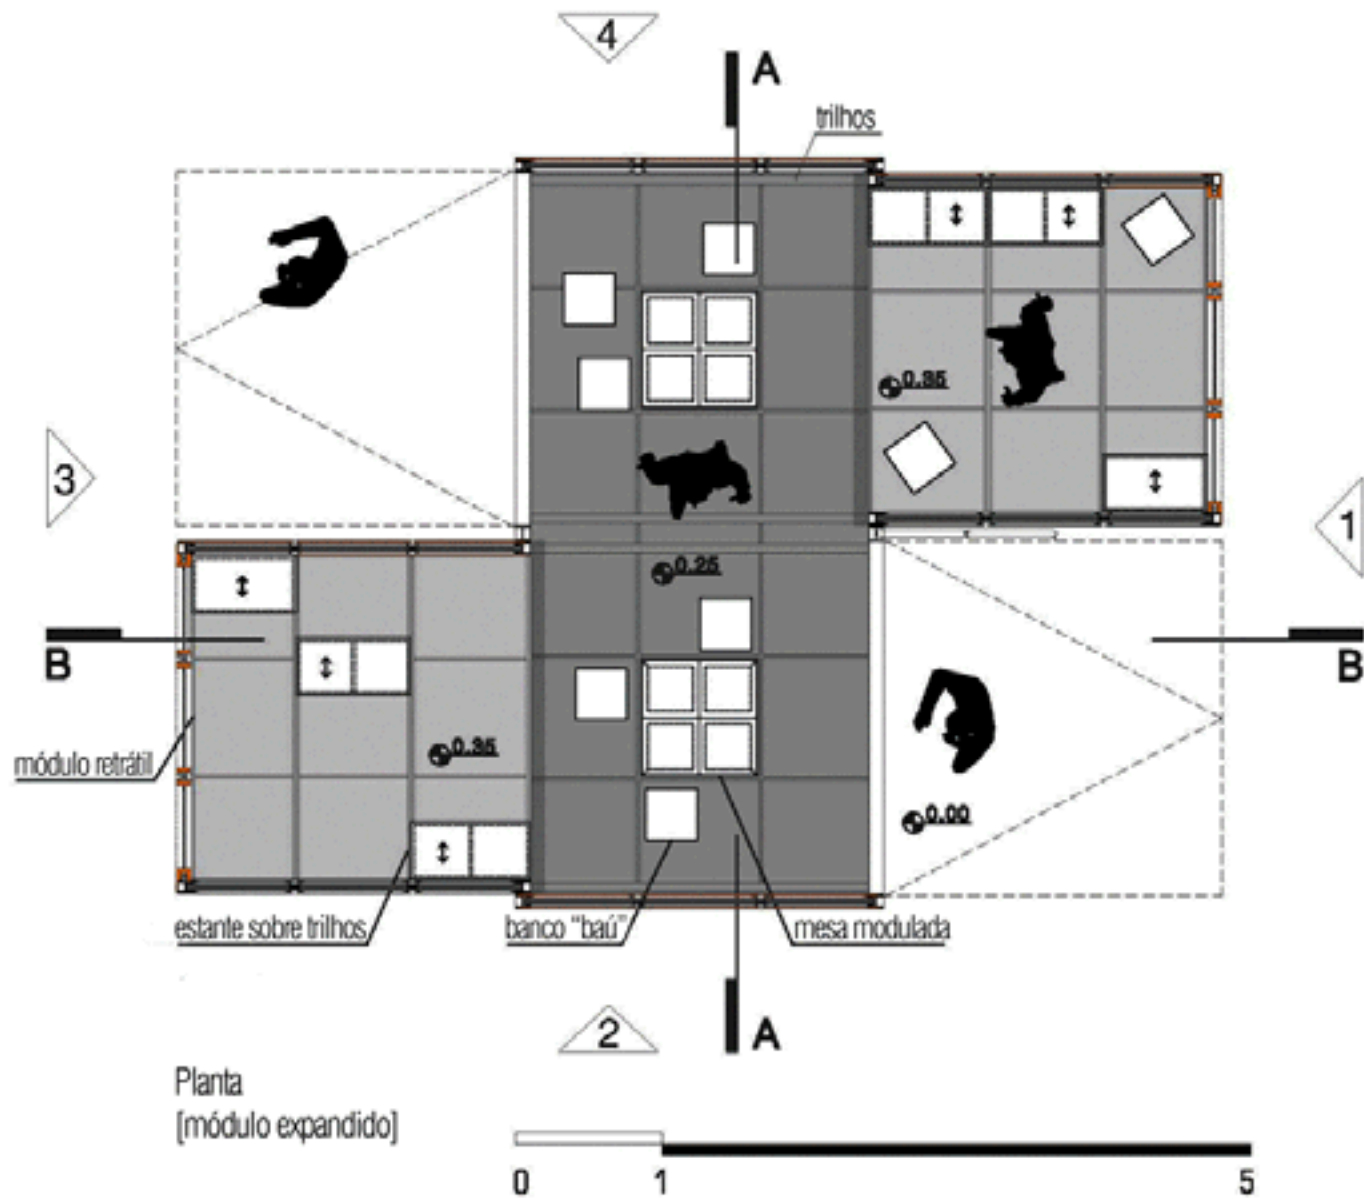 4
A
trilhos
0.35
3
1
0.25
B
B
módulo retrátil
0.35
0.00
estante sobre trilhos
banco "baú"
mesa modulada
2
A
Planta
[módulo expandido]
0 1 5